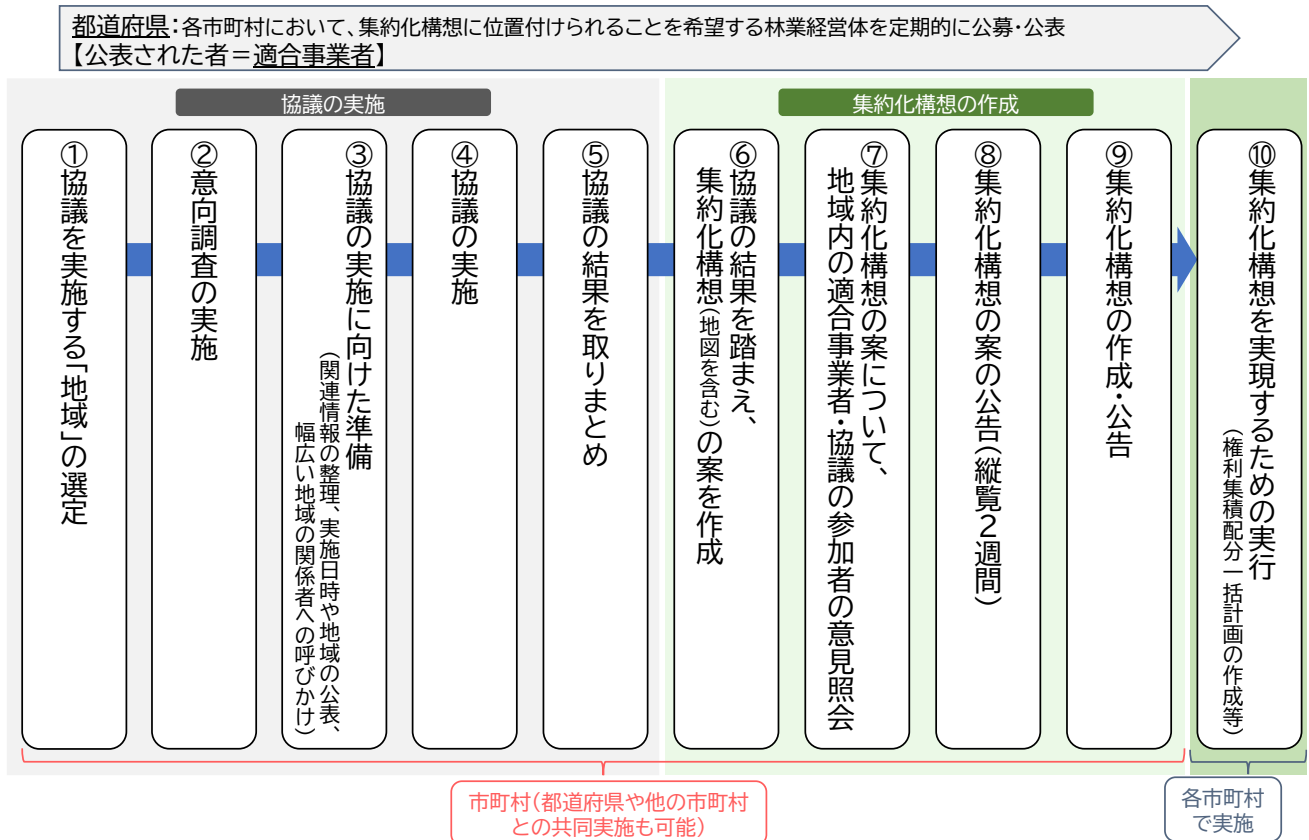 都道府県：各市町村において、集約化構想に位置付けられることを希望する林業経営体を定期的に公募・公表
【公表された者＝適合事業者】
協議の実施
集約化構想の作成
①協議を実施する「地域」の選定
②意向調査の実施
③協議の実施に向けた準備
（関連情報の整理、実施日時や地域の公表、
幅広い地域の関係者への呼びかけ）
④協議の実施
⑤協議の結果を取りまとめ
⑥協議の結果を踏まえ、
集約化構想（地図を含む）の案を作成
⑦集約化構想の案について、
地域内の適合事業者・協議の参加者の意見照会
⑧集約化構想の案の公告（縦覧２週間）
⑨集約化構想の作成・公告
⑩集約化構想を実現するための実行
（権利集積配分一括計画の作成等）
市町村（都道府県や他の市町村
との共同実施も可能）
各市町村
で実施